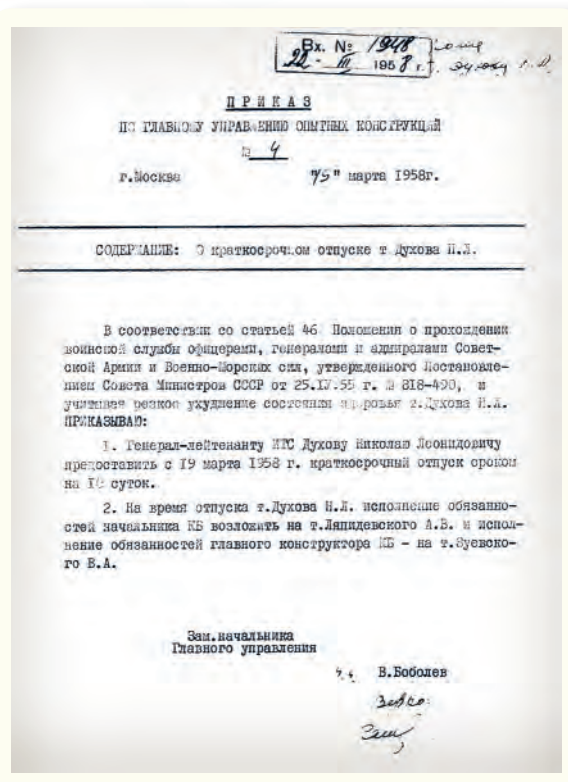 Вх. № 1948
22 - III 1958 г.
ПРИКАЗ
ПО ГЛАВНОМУ УПРАВЛЕНИЮ ОПЫТНЫХ КОНСТРУКЦИЙ
№ 4
г.Москва "15" марта 1958г.
СОДЕРЖАНИЕ: О краткосрочном отпуске т Духова Н.Л.
В соответствии со статьей 46 Положения о прохождении
воинской службы офицерами, генералами и адмиралами Совет-
ской Армии и Военно-Морских сил, утвержденного Постановле-
нием Совета Министров СССР от 25.IV.55 г. № 818-490, и
учитывая резкое ухудшение состояния здоровья т.Духова Н.Л.
ПРИКАЗЫВАЮ:
1. Генерал-лейтенанту ИТС Духову Николаю Леонидовичу
предоставить с 19 марта 1958 г. краткосрочный отпуск сроком
на суток.
2. На время отпуска т.Духова Н.Л. исполнение обязанно-
стей начальника КБ возложить на т.Ляпидевского А.В. и испол-
нение обязанностей главного конструктора КБ - на т.Зуевско-
го В.А.
Зам.начальника
Главного управления
В.Боболев